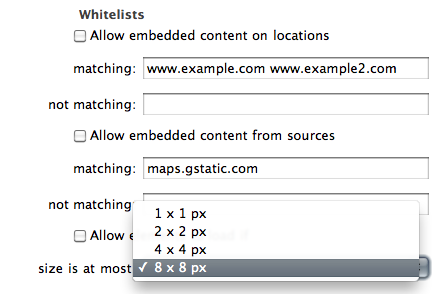 Whitelists
Allow embedded content on locations
matching: www.example.com www.example2.com
not matching:
Allow embedded content from sources
matching: maps.gstatic.com
not matching:
1 x 1 px
2 x 2 px
Allow
4 x 4 px
size is at most ✓ 8 x 8 px